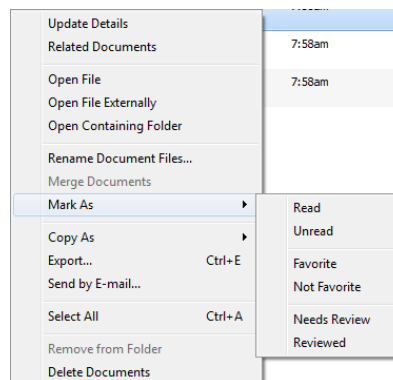 Update Details
Related Documents
7:58am
Open File
7:58am
Open File Externally
Open Containing Folder
Rename Document Files...
Merge Documents
Mark As
Read
Unread
Copy As
Export... Ctrl+E
Favorite
Send by E-mail...
Not Favorite
Select All Ctrl+A
Needs Review
Reviewed
Remove from Folder
Delete Documents